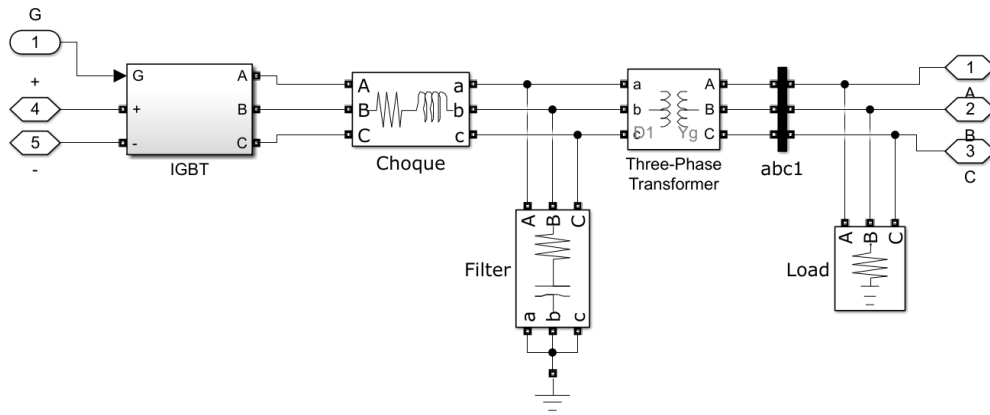 G
1
+
4
5
-
G
+
-
A
B
C
IGBT
A
B
C
a
b
c
Choque
a
b
c
D1 Yg
A
B
C
Three-Phase
Transformer
abc1
1
A
2
B
3
C
A B C
Filter
a b c
A B C
Load